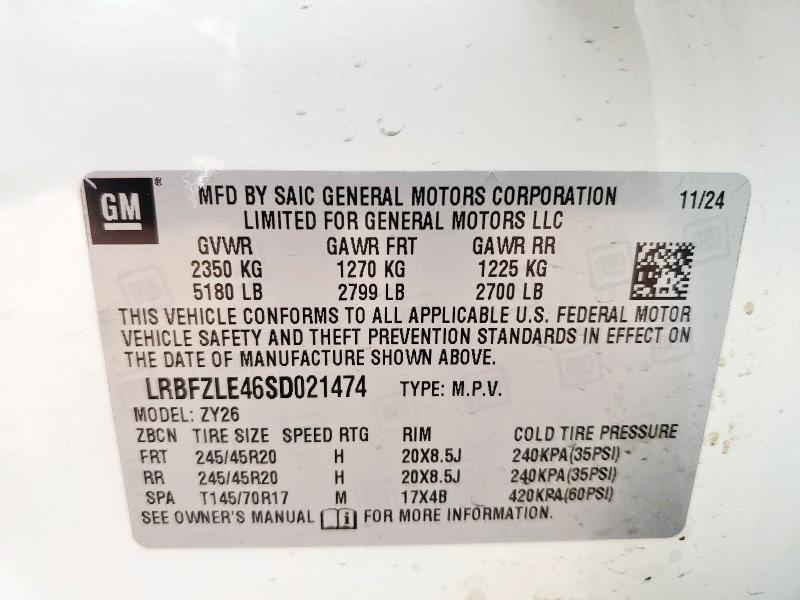 GM ® MFD BY SAIC GENERAL MOTORS CORPORATION 11/24
LIMITED FOR GENERAL MOTORS LLC
GVWR GAWR FRT GAWR RR
2350 KG 1270 KG 1225 KG
5180 LB 2799 LB 2700 LB
THIS VEHICLE CONFORMS TO ALL APPLICABLE U.S. FEDERAL MOTOR
VEHICLE SAFETY AND THEFT PREVENTION STANDARDS IN EFFECT ON
THE DATE OF MANUFACTURE SHOWN ABOVE.
LRBFZLE46SD021474 TYPE: M.P.V.
MODEL: ZY26
ZBCN TIRE SIZE SPEED RTG RIM COLD TIRE PRESSURE
FRT 245/45R20 H 20X8.5J 240KPA(35PSI)
RR 245/45R20 H 20X8.5J 240KPA(35PSI)
SPA T145/70R17 M 17X4B 420KPA(60PSI)
SEE OWNER'S MANUAL i FOR MORE INFORMATION.